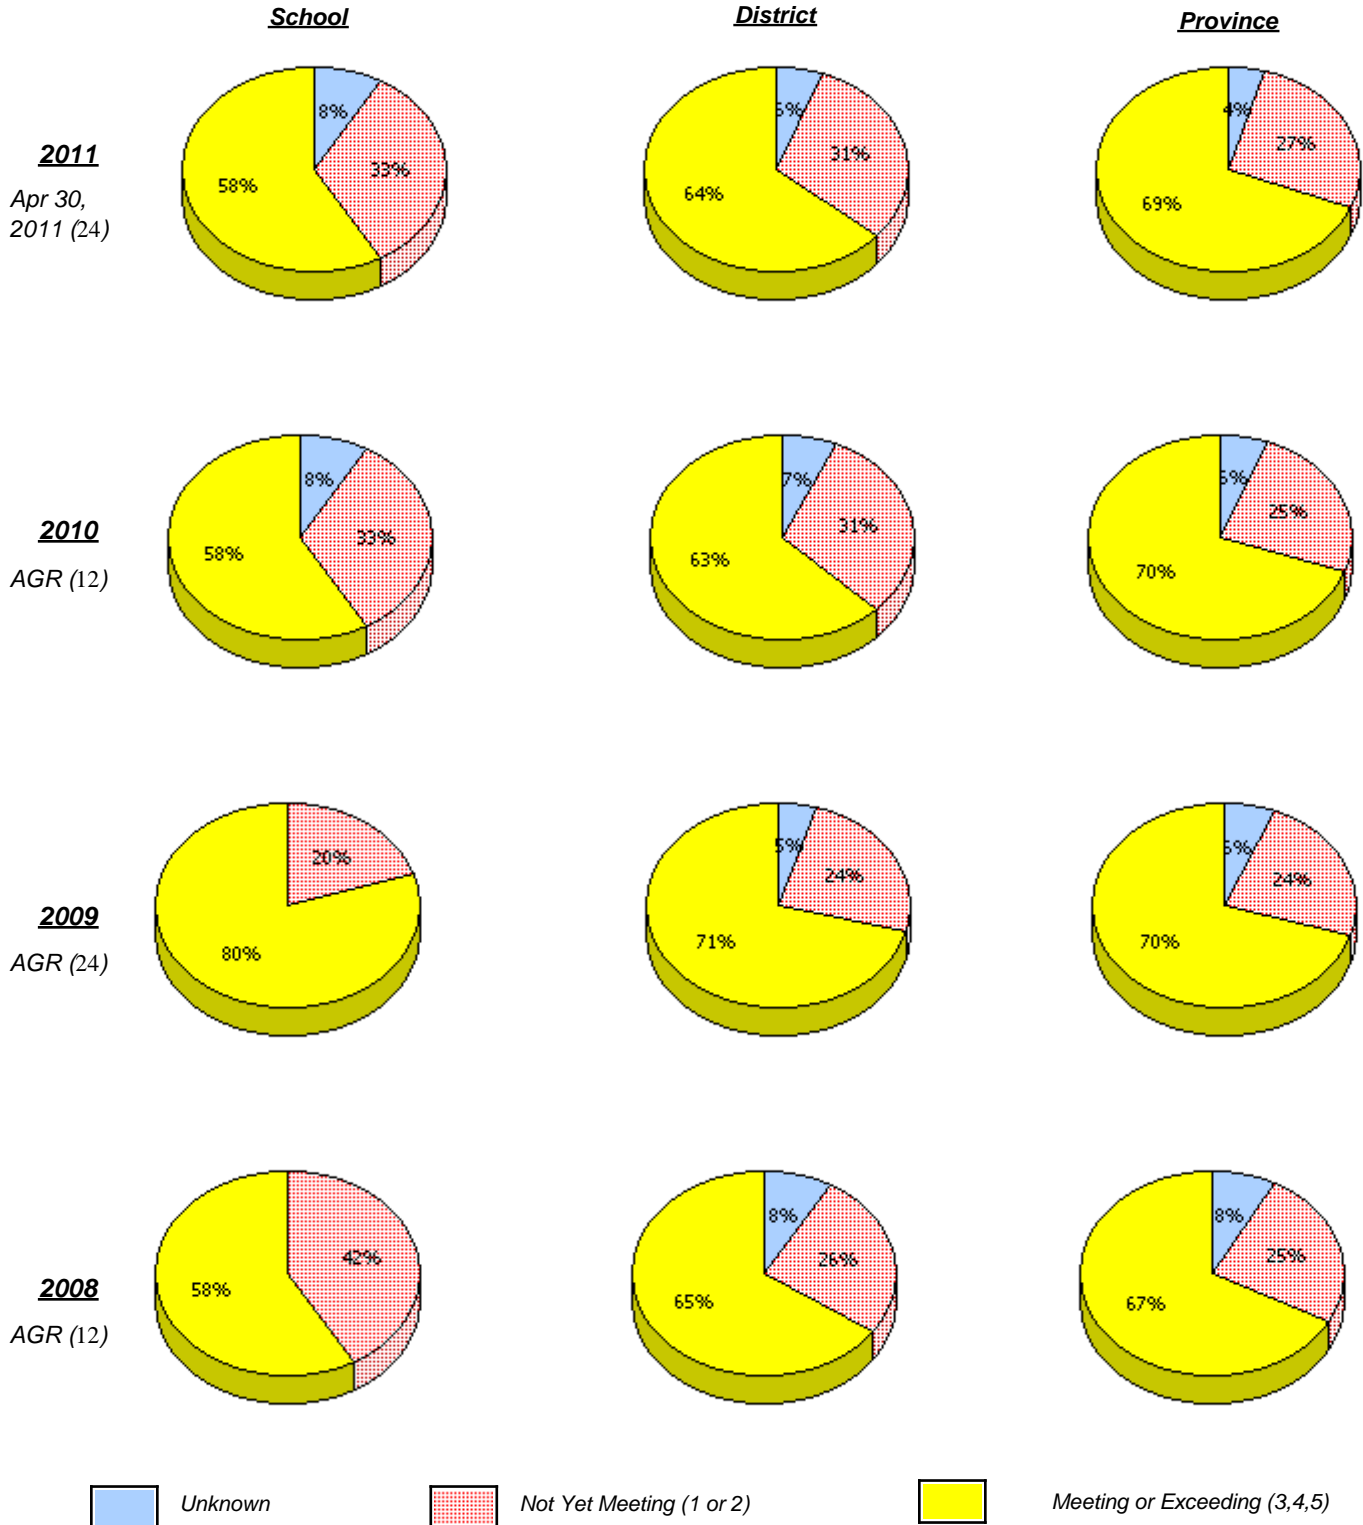 School District Province
8% 31% 4% 27%
2011 33%
58% 64% 69%
Apr 30,
2011 (24)
8% 7% 25%
2010 58% 33% 63% 31% 70%
AGR (12)
20% 5% 24% 24%
2009
80% 71% 70%
AGR (24)
8% 8%
42% 26% 25%
2008 58% 65% 67%
AGR (12)
Unknown Not Yet Meeting (1 or 2) Meeting or Exceeding (3,4,5)